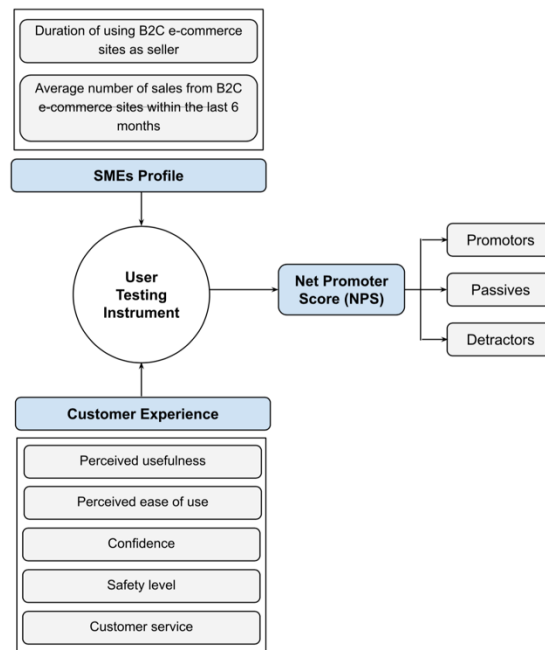 Duration of using B2C e-commerce
sites as seller
Average number of sales from B2C
e-commerce sites within the last 6
months
SMEs Profile
User
Testing
Instrument
Net Promoter
Score (NPS)
Promotors
Passives
Detractors
Customer Experience
Perceived usefulness
Perceived ease of use
Confidence
Safety level
Customer service